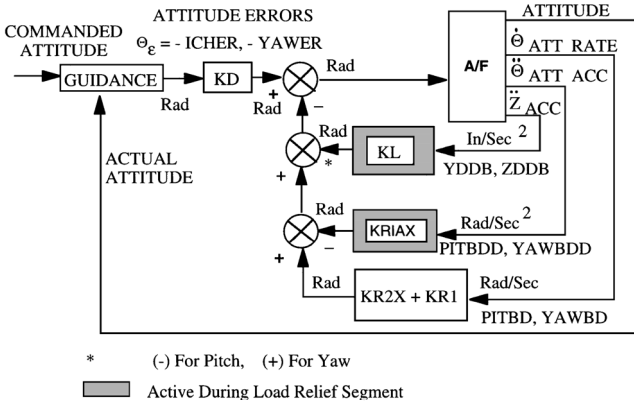 ATTITUDE ERRORS
ATTITUDE
COMMANDED
ATTITUDE
Θε = - ICHER, - YAWER
Θ̇ ATT RATE
Θ̈ ATT ACC
Z̈ ACC
GUIDANCE
KD
Rad
A/F
Rad
+
Rad
−
In/Sec 2
Rad
KL
*
YDDB, ZDDB
ACTUAL
ATTITUDE
+
Rad
Rad/Sec 2
KRIAX
−
PITBDD, YAWBDD
+
Rad
Rad/Sec
KR2X + KR1
PITBD, YAWBD
* (-) For Pitch, (+) For Yaw
Active During Load Relief Segment